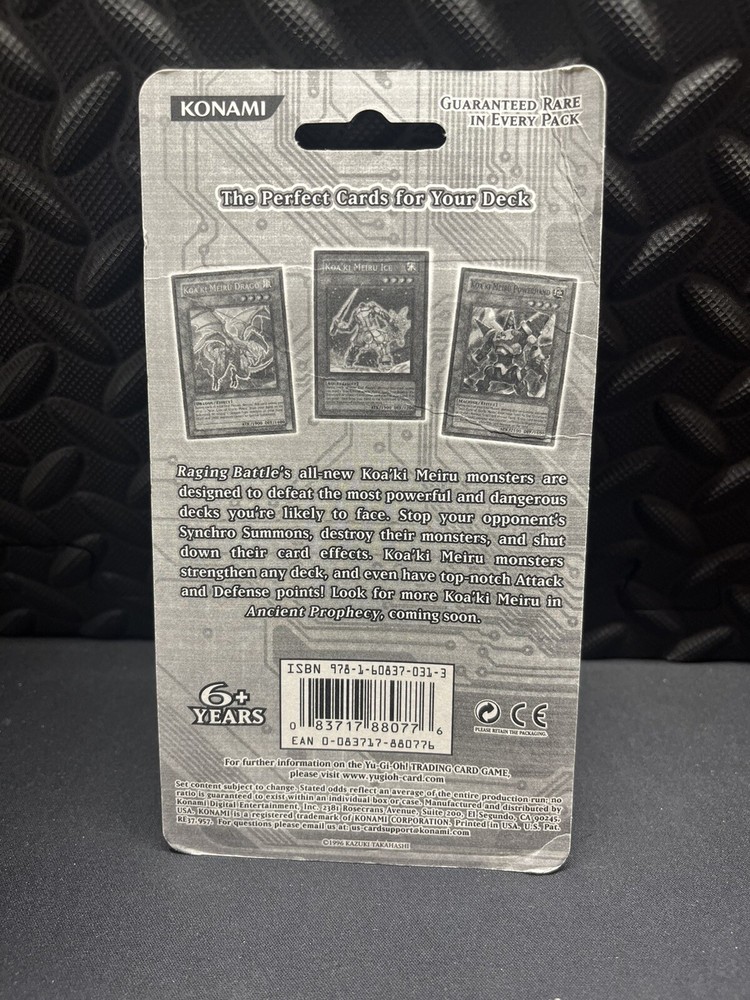 KONAMI
GUARANTEED RARE
IN EVERY PACK
The Perfect Cards for Your Deck
KOA'KI MEIRU DRAGO
KOA'KI MEIRU ICE
KOA'KI MEIRU POWERHAND
Raging Battle's all-new Koa'ki Meiru monsters are
designed to defeat the most powerful and dangerous
decks you're likely to face. Stop your opponent's
Synchro Summons, destroy their monsters, and shut
down their card effects. Koa'ki Meiru monsters
strengthen any deck, and even have top-notch Attack
and Defense points! Look for more Koa'ki Meiru in
Ancient Prophecy, coming soon.
ISBN 978-1-60837-031-3
0 83717 88077 6
EAN 0-083717-880776
6+
YEARS
CE
PLEASE RETAIN THE PACKAGING.
For further information on the Yu-Gi-Oh! TRADING CARD GAME,
please visit www.yugioh-card.com
Set content subject to change. Stated odds reflect an average of the entire production run; no
ratio is guaranteed to exist within an individual box or case. Manufactured and distributed by
Konami Digital Entertainment, Inc. 2381 Rosecrans Avenue, Suite 200, El Segundo, CA 90245.
USA. KONAMI is a registered trademark of KONAMI CORPORATION. Printed in USA. U.S. Pat.
RE 37,957. For questions please email us at: us-cardsupport@konami.com
©1996 KAZUKI TAKAHASHI